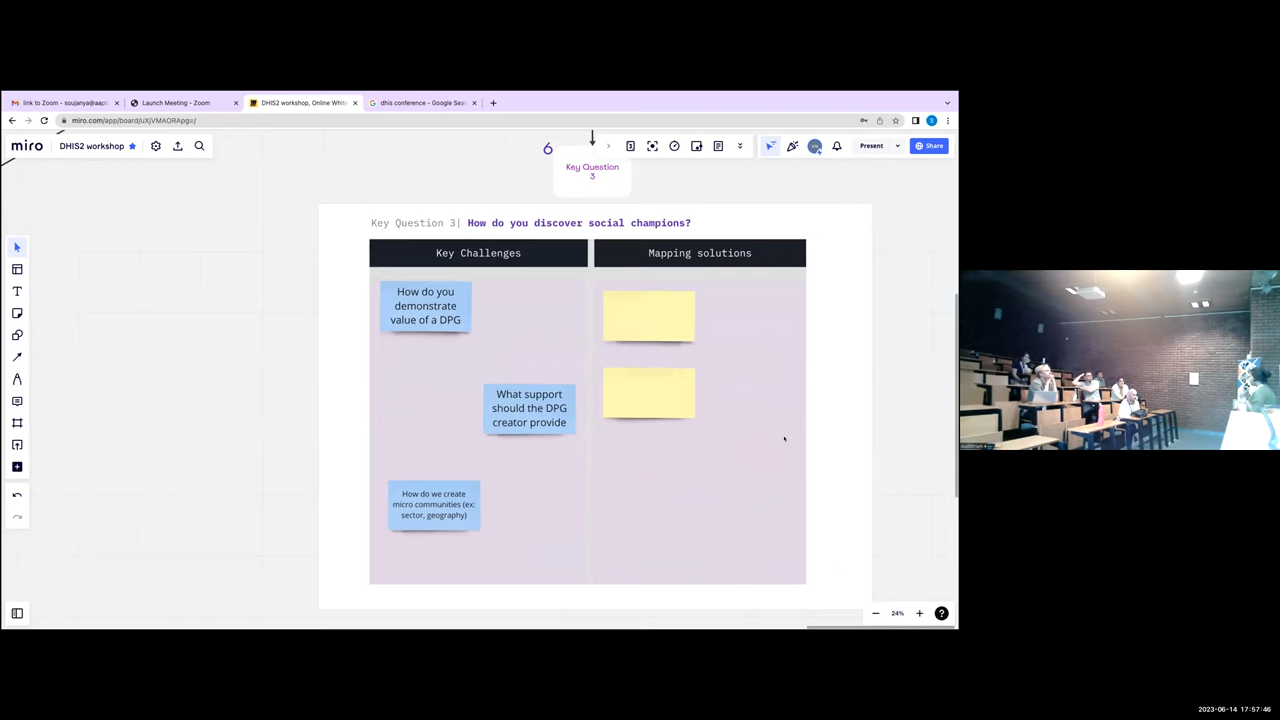 link to Zoom - soujanya@aapt
Launch Meeting - Zoom
DHIS2 workshop, Online Whit
dhis conference - Google Sear
miro.com/app/board/uXjVMAORApg=/
miro
DHIS2 workshop
6
Present
Share
Key Question
3
Key Question 3| How do you discover social champions?
Key Challenges
Mapping solutions
How do you
demonstrate
value of a DPG
What support
should the DPG
creator provide
How do we create
micro communities (ex:
sector, geography)
24%
2023-06-14 17:57:46